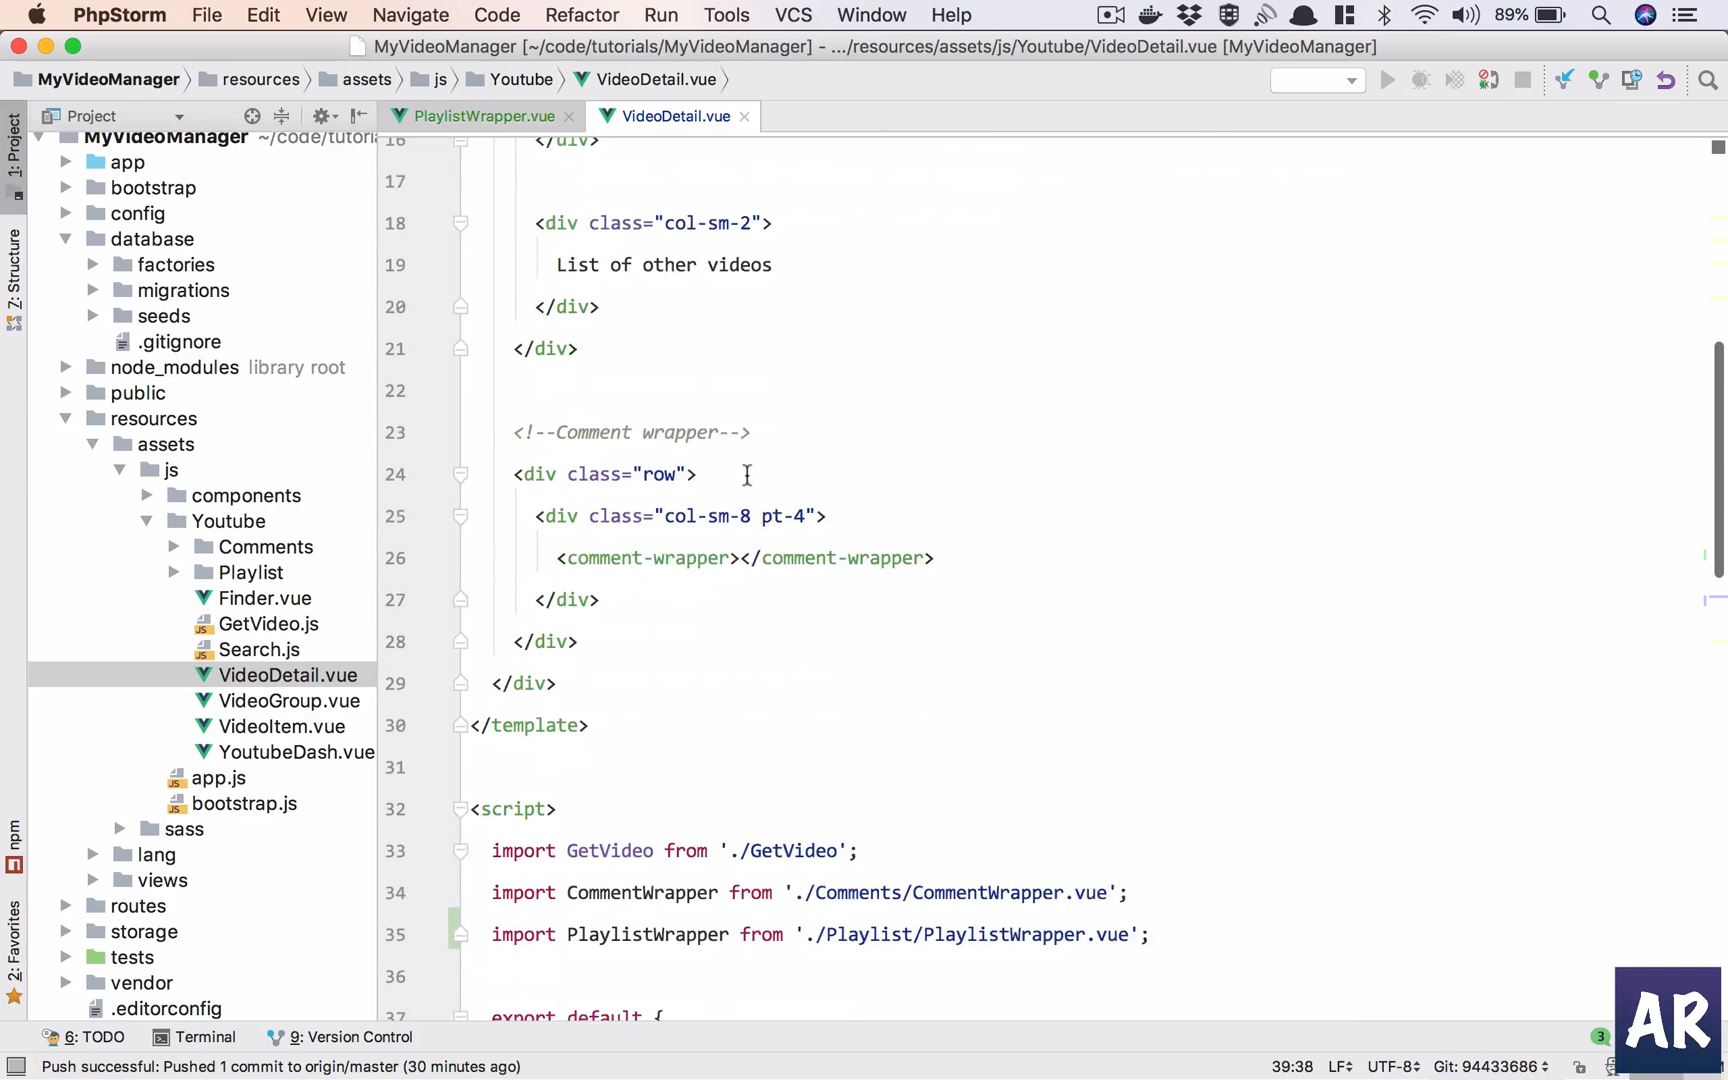 PhpStorm File Edit View Navigate Code Refactor Run Tools VCS Window Help 89%
MyVideoManager [~/code/tutorials/MyVideoManager] - .../resources/assets/js/Youtube/VideoDetail.vue [MyVideoManager]
MyVideoManager resources assets js Youtube VideoDetail.vue
Project PlaylistWrapper.vue VideoDetail.vue
1: Project
7: Structure
npm
2: Favorites
MyVideoManager ~/code/tutoria
app
bootstrap
config
database
factories
migrations
seeds
.gitignore
node_modules library root
public
resources
assets
js
components
Youtube
Comments
Playlist
Finder.vue
GetVideo.js
Search.js
VideoDetail.vue
VideoGroup.vue
VideoItem.vue
YoutubeDash.vue
app.js
bootstrap.js
sass
lang
views
routes
storage
tests
vendor
.editorconfig
16 </div>
17
18 <div class="col-sm-2">
19 List of other videos
20 </div>
21 </div>
22
23 <!--Comment wrapper-->
24 <div class="row">
25 <div class="col-sm-8 pt-4">
26 <comment-wrapper></comment-wrapper>
27 </div>
28 </div>
29 </div>
30 </template>
31
32 <script>
33 import GetVideo from './GetVideo';
34 import CommentWrapper from './Comments/CommentWrapper.vue';
35 import PlaylistWrapper from './Playlist/PlaylistWrapper.vue';
36
37 export default {
6: TODO Terminal 9: Version Control 3
Push successful: Pushed 1 commit to origin/master (30 minutes ago) 39:38 LF UTF-8 Git: 94433686
AR